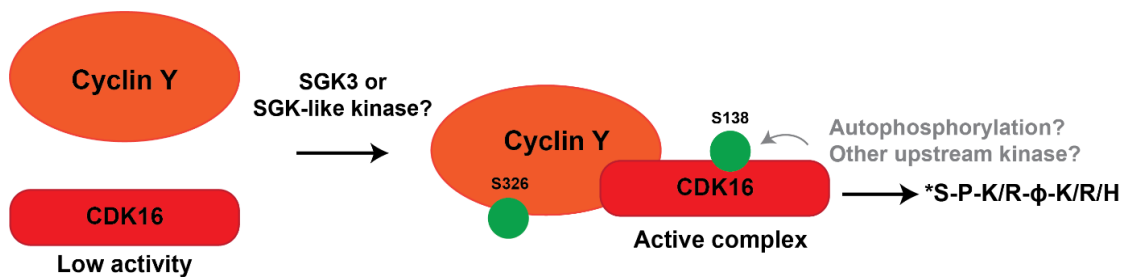 Cyclin Y
CDK16
Low activity
SGK3 or
SGK-like kinase?
Cyclin Y
S326
S138
CDK16
Active complex
Autophosphorylation?
Other upstream kinase?
*S-P-K/R-ϕ-K/R/H